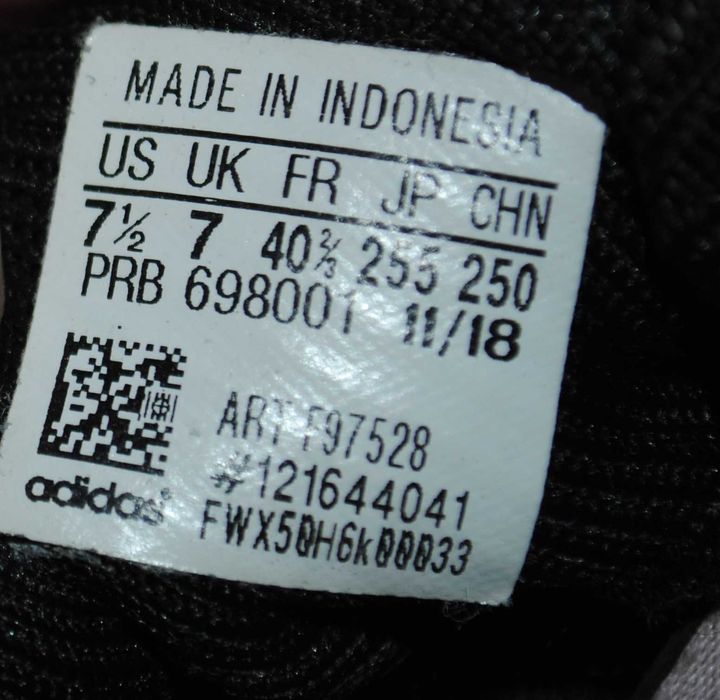 MADE IN INDONESIA
US UK FR JP CHN
7½ 7 40⅔ 255 250
PRB 698001 11/18
ART F97528
#121644041
adidas
FWX50H6k00033